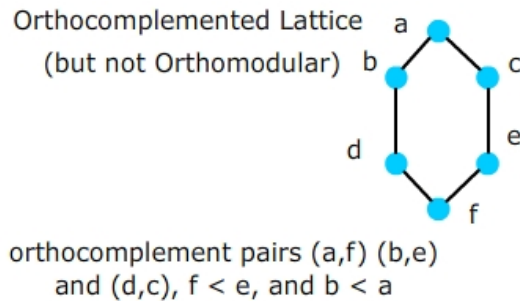 Orthocomplemented Lattice
(but not Orthomodular)
a
b
c
d
e
f
orthocomplement pairs (a,f) (b,e)
and (d,c), f < e, and b < a